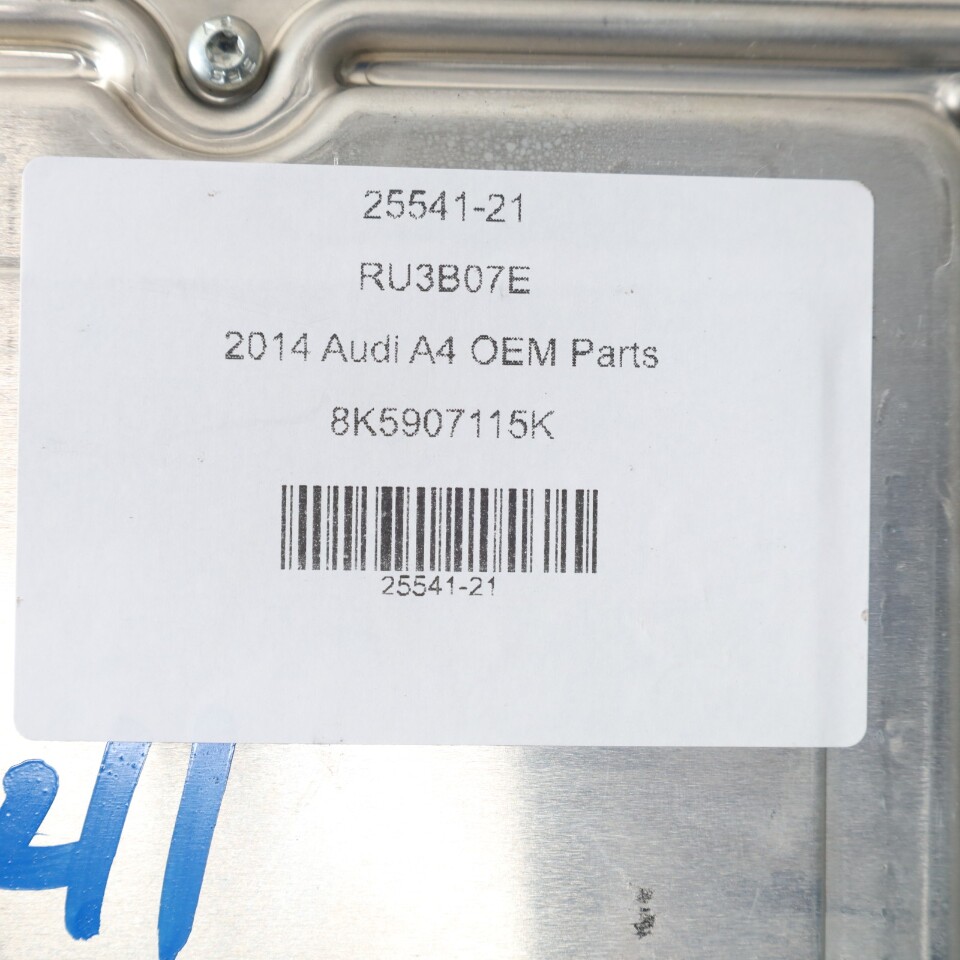 25541-21
RU3B07E
2014 Audi A4 OEM Parts
8K5907115K
25541-21